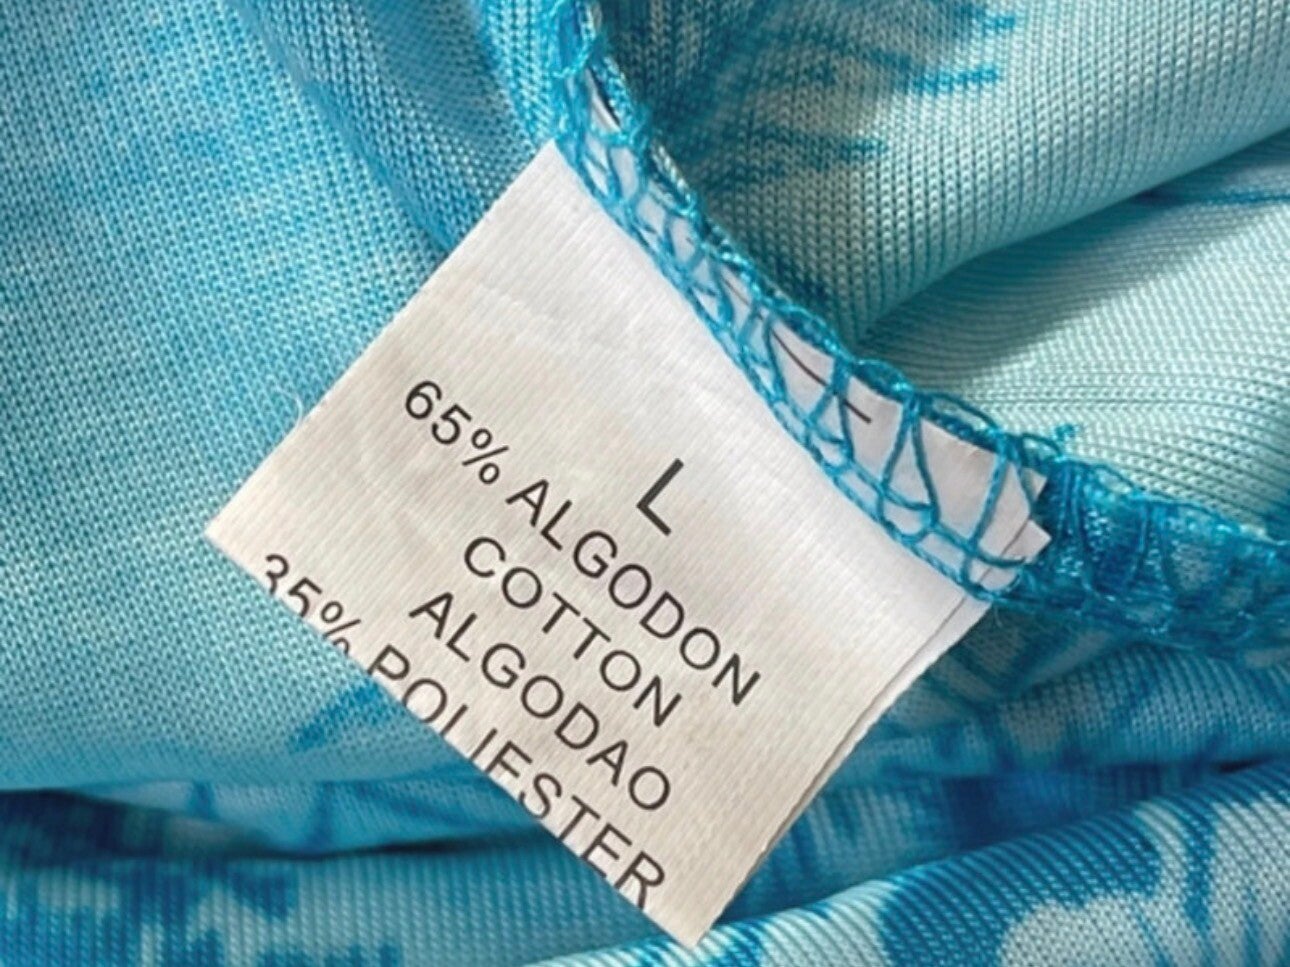 L
65% ALGODON
COTTON
ALGODAO
35% POLIESTER